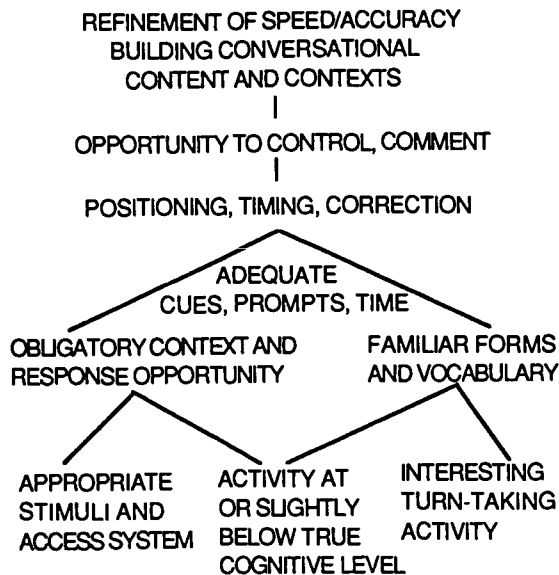 REFINEMENT OF SPEED/ACCURACY
BUILDING CONVERSATIONAL
CONTENT AND CONTEXTS
OPPORTUNITY TO CONTROL, COMMENT
POSITIONING, TIMING, CORRECTION
ADEQUATE
CUES, PROMPTS, TIME
OBLIGATORY CONTEXT AND
RESPONSE OPPORTUNITY
FAMILIAR FORMS
AND VOCABULARY
APPROPRIATE
STIMULI AND
ACCESS SYSTEM
ACTIVITY AT
OR SLIGHTLY
BELOW TRUE
COGNITIVE LEVEL
INTERESTING
TURN-TAKING
ACTIVITY